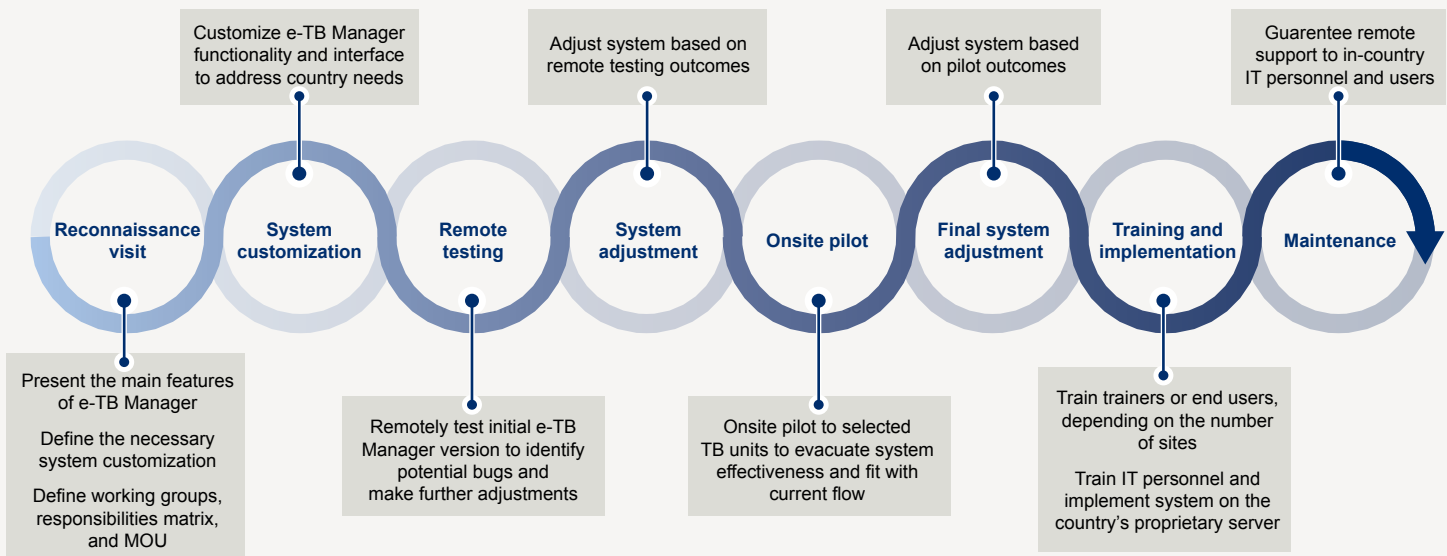 Customize e-TB Manager
functionality and interface
to address country needs
Adjust system based on
remote testing outcomes
Adjust system based
on pilot outcomes
Guarentee remote
support to in-country
IT personnel and users
Reconnaissance
visit
System
customization
Remote
testing
System
adjustment
Onsite pilot
Final system
adjustment
Training and
implementation
Maintenance
Present the main features
of e-TB Manager
Define the necessary
system customization
Define working groups,
responsibilities matrix,
and MOU
Remotely test initial e-TB
Manager version to identify
potential bugs and
make further adjustments
Onsite pilot to selected
TB units to evacuate system
effectiveness and fit with
current flow
Train trainers or end users,
depending on the number
of sites
Train IT personnel and
implement system on the
country's proprietary server